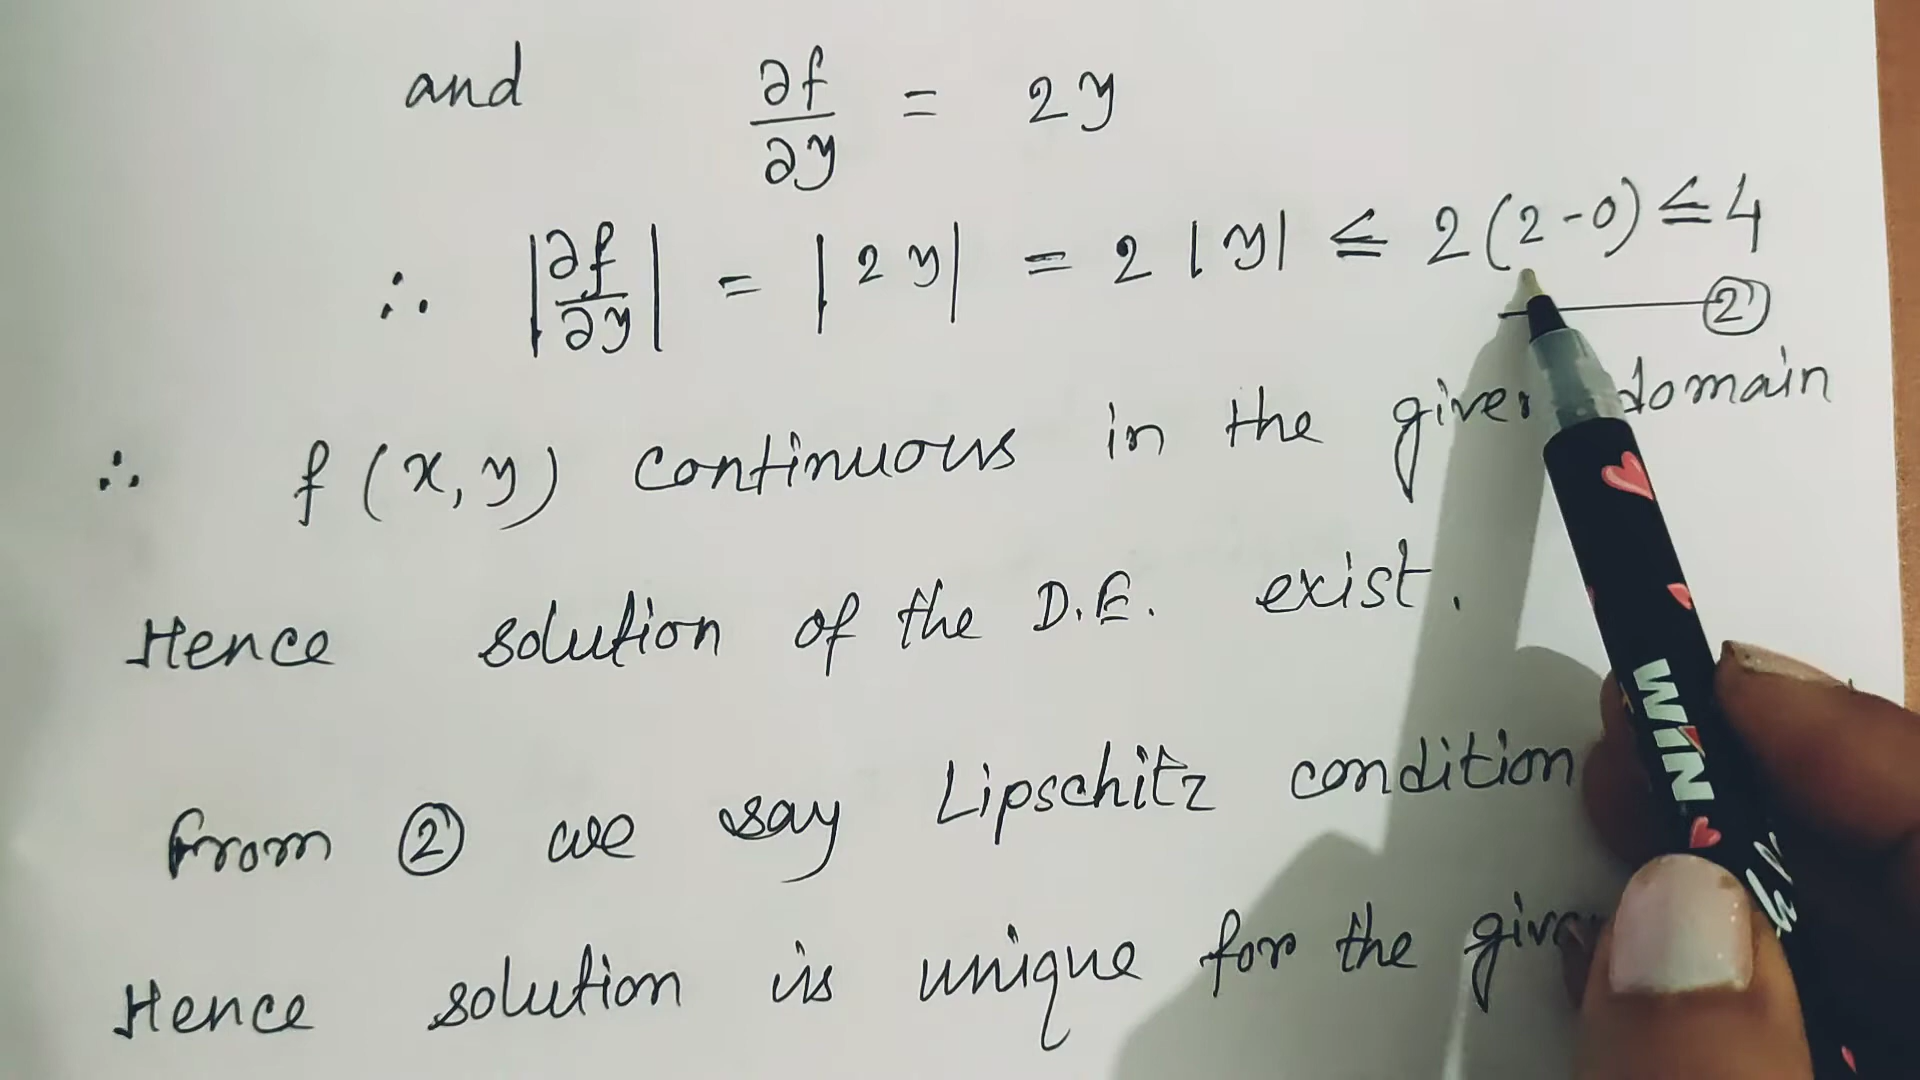 and ∂f/∂y = 2y
∴ |∂f/∂y| = |2y| = 2|y| ≤ 2(2-0) ≤ 4
②
∴ f(x,y) continuous in the given domain
Hence solution of the D.E. exist.
From ② we say Lipschitz condition
Hence solution is unique for the
WIN